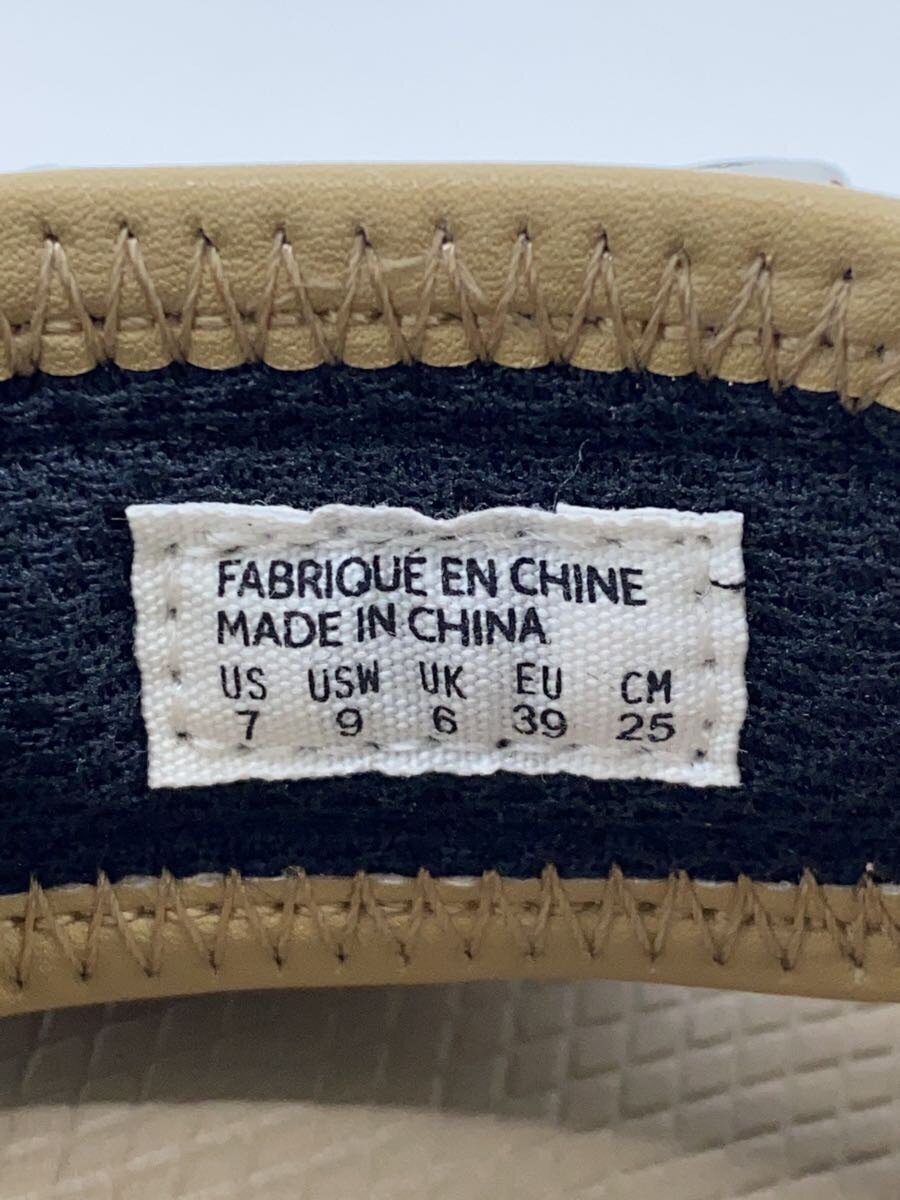 FABRIQUÉ EN CHINE
MADE IN CHINA
US USW UK EU CM
7 9 6 39 25